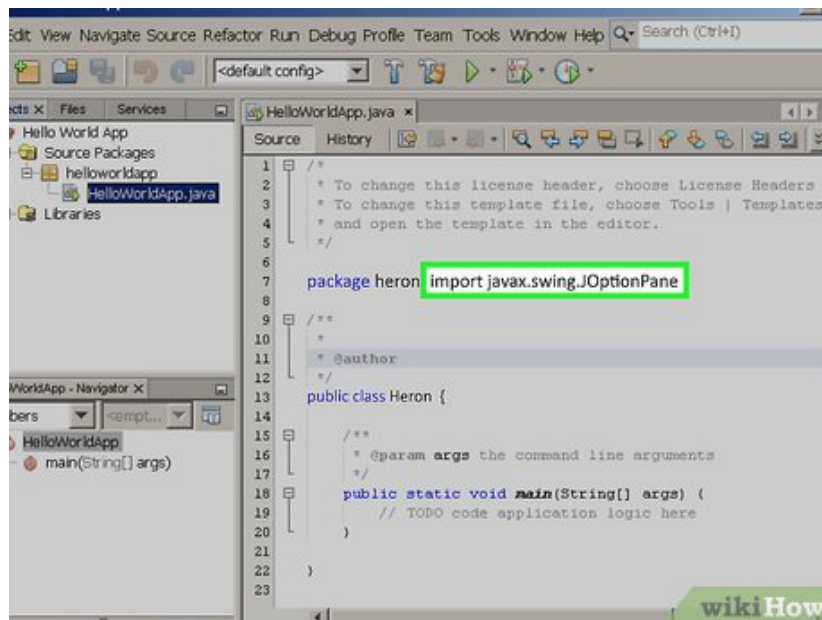 Edit View Navigate Source Refactor Run Debug Profile Team Tools Window Help Search (Ctrl+I)
<default config>
Files Services
HelloWorldApp.java
Hello World App
Source Packages
helloworldapp
HelloWorldApp.java
Libraries
Source History
1 /*
2 * To change this license header, choose License Headers
3 * To change this template file, choose Tools | Templates
4 * and open the template in the editor.
5 */
6
7 package heron import javax.swing.JOptionPane
8
9 /**
10 *
11 * @author
12 */
13 public class Heron {
14
15 /**
16 * @param args the command line arguments
17 */
18 public static void main(String[] args) {
19 // TODO code application logic here
20 }
21
22 }
23
WorldApp - Navigator
<empt...
HelloWorldApp
main(String[] args)
wikiHow